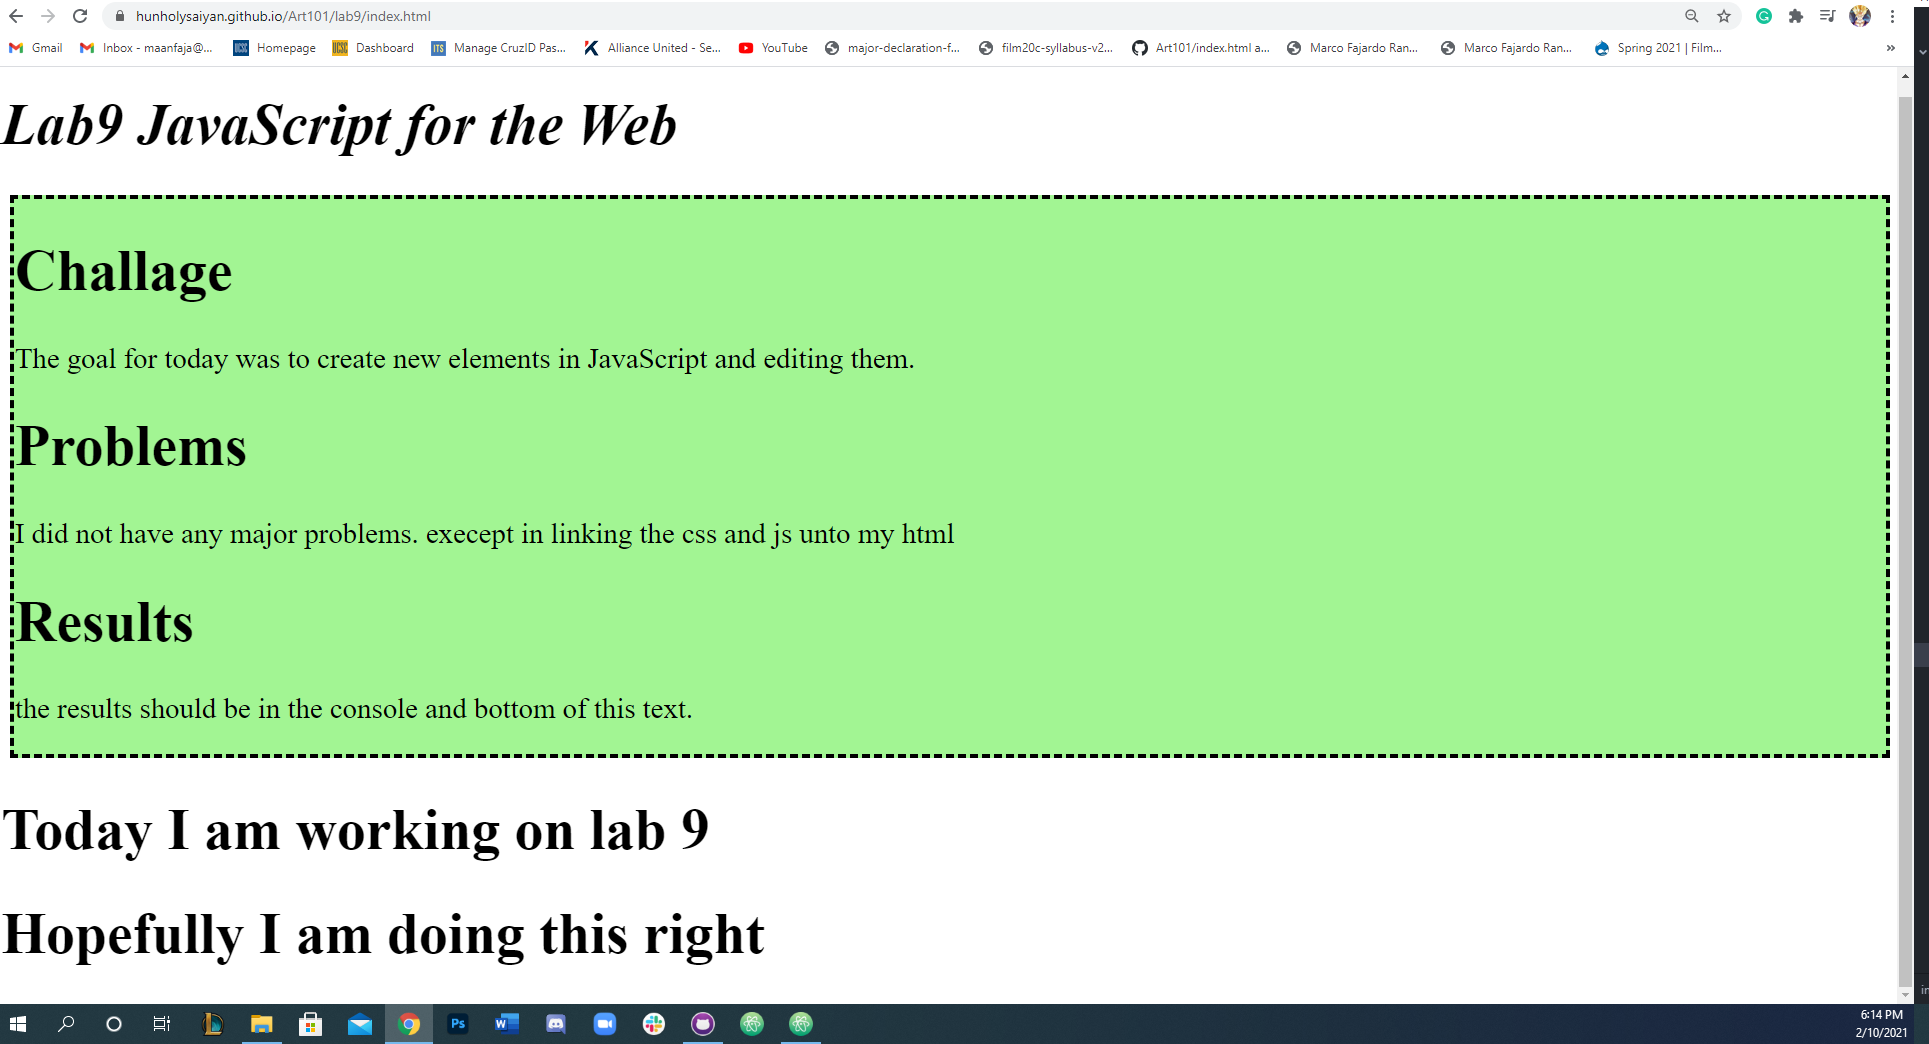 hunholysaiyan.github.io/Art101/lab9/index.html
Gmail
Inbox - maanfaja@...
UCSC Homepage
UCSC Dashboard
ITS Manage CruzID Pas...
Alliance United - Se...
YouTube
major-declaration-f...
film20c-syllabus-v2...
Art101/index.html a...
Marco Fajardo Ran...
Marco Fajardo Ran...
Spring 2021 | Film...
»
Lab9 JavaScript for the Web
Challage
The goal for today was to create new elements in JavaScript and editing them.
Problems
I did not have any major problems. execept in linking the css and js unto my html
Results
the results should be in the console and bottom of this text.
Today I am working on lab 9
Hopefully I am doing this right
in
Ps
W
6:14 PM
2/10/2021